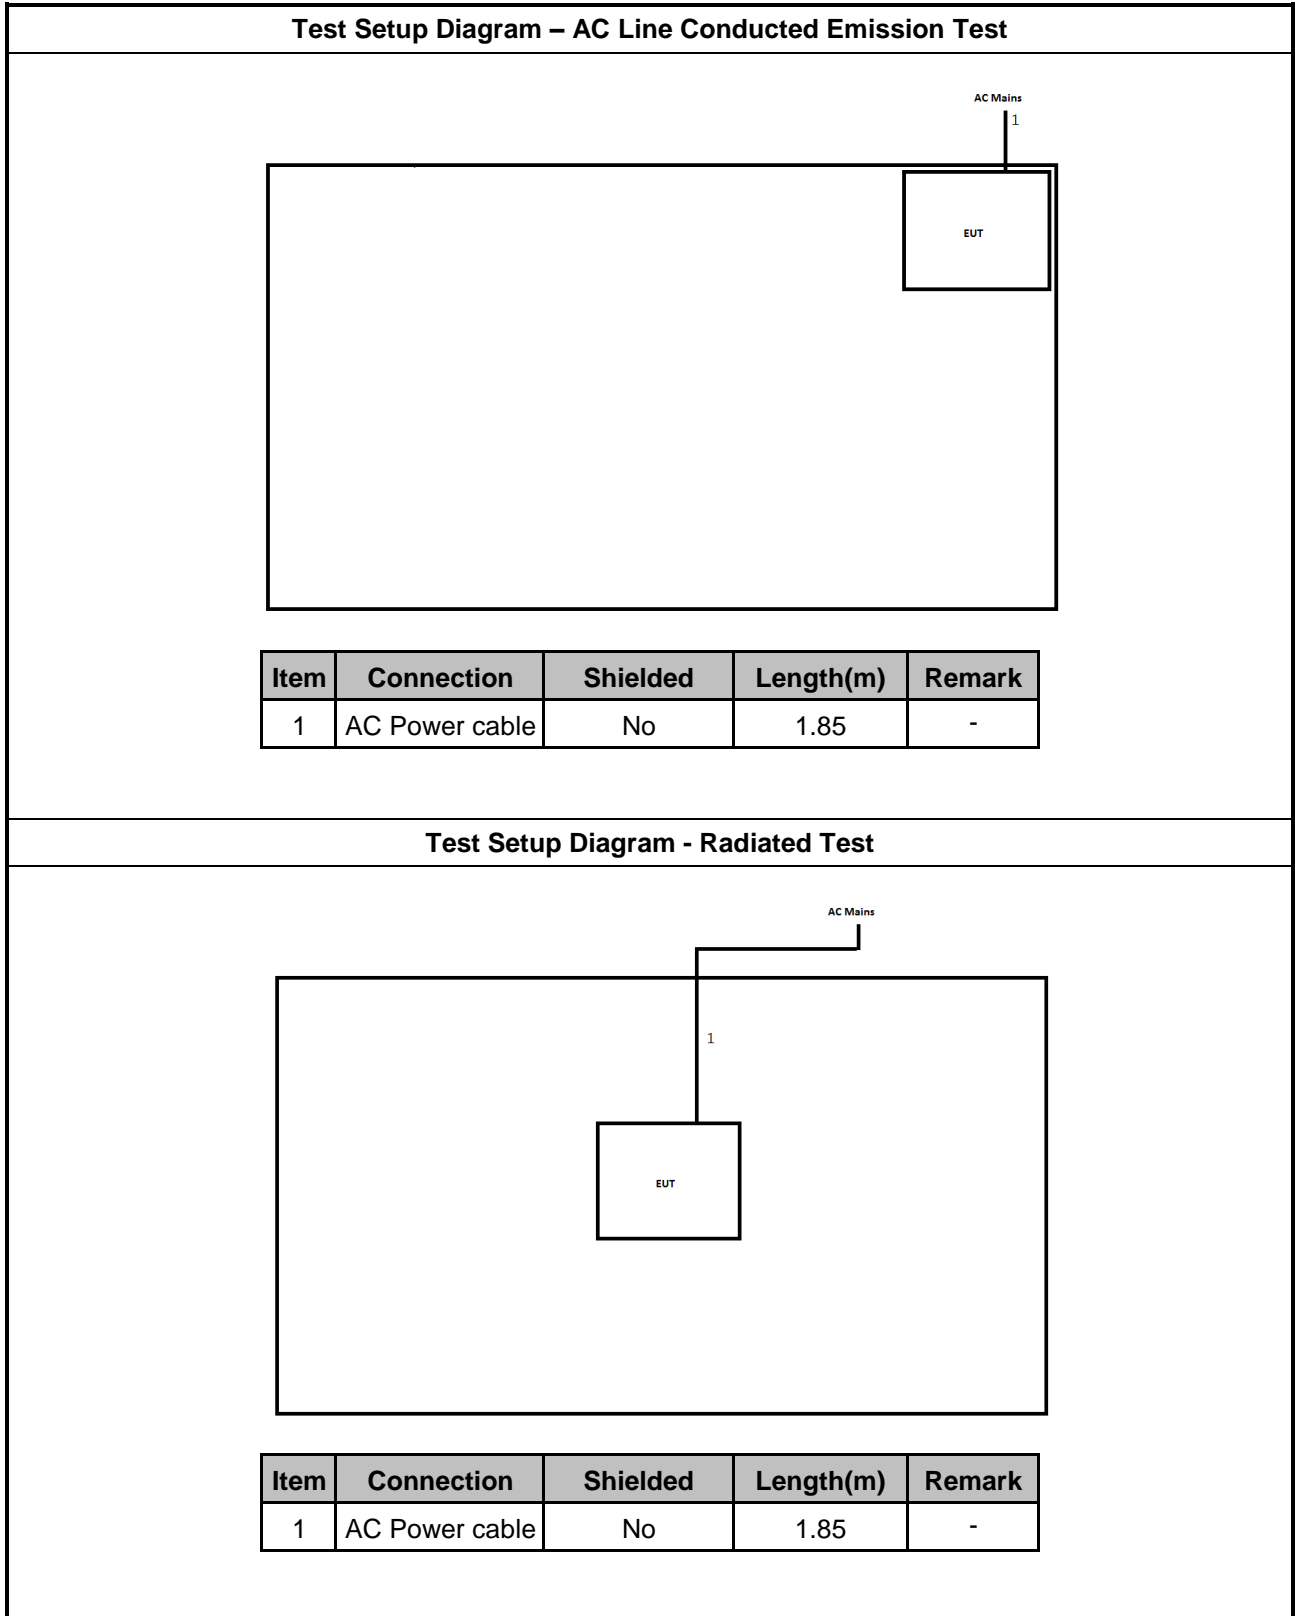 Test Setup Diagram – AC Line Conducted Emission Test
AC Mains
1
EUT
Item Connection Shielded Length(m) Remark
1 AC Power cable No 1.85 -
Test Setup Diagram - Radiated Test
AC Mains
1
EUT
Item Connection Shielded Length(m) Remark
1 AC Power cable No 1.85 -